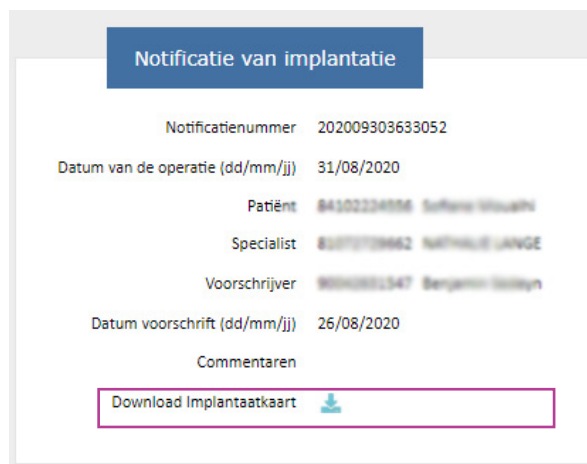 Notificatie van implantatie
Notificatienummer 202009303633052
Datum van de operatie (dd/mm/jj) 31/08/2020
Patiënt
Specialist
Voorschrijver
Datum voorschrift (dd/mm/jj) 26/08/2020
Commentaren
Download Implantaatkaart